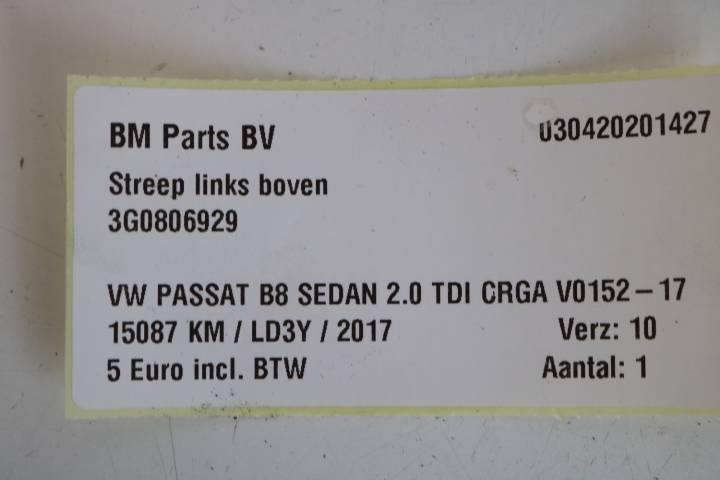 BM Parts BV
030420201427
Streep links boven
3G0806929
VW PASSAT B8 SEDAN 2.0 TDI CRGA V0152-17
15087 KM / LD3Y / 2017 Verz: 10
5 Euro incl. BTW Aantal: 1